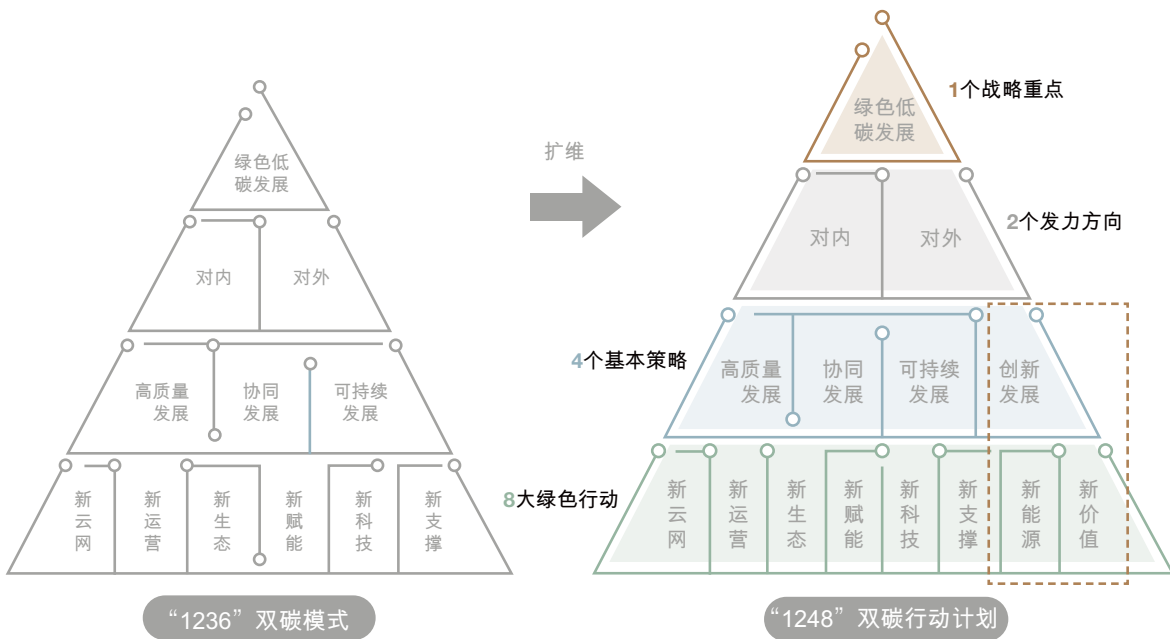 绿色低
碳发展
对内
对外
高质量
发展
协同
发展
可持续
发展
新云网
新运营
新生态
新赋能
新科技
新支撑
“1236”双碳模式
扩维
绿色低
碳发展
1个战略重点
对内
对外
2个发力方向
4个基本策略
高质量
发展
协同
发展
可持续
发展
创新
发展
8大绿色行动
新云网
新运营
新生态
新赋能
新科技
新支撑
新能源
新价值
“1248”双碳行动计划